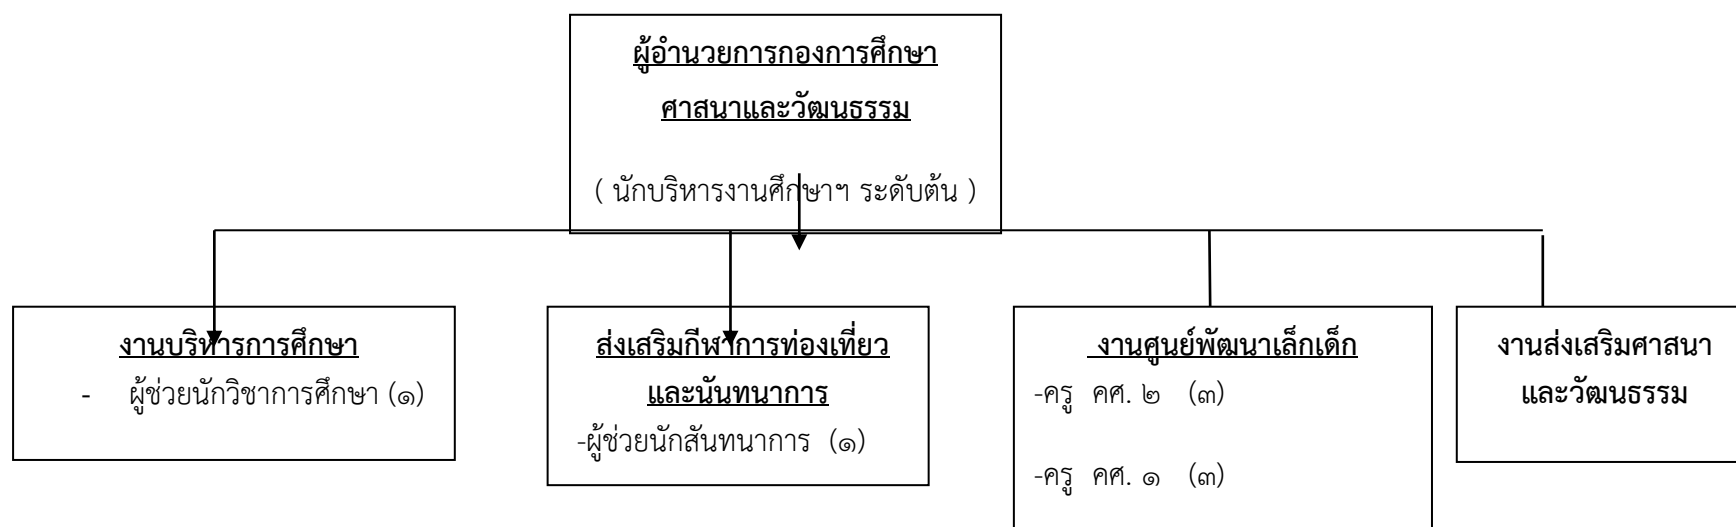 ผู้อำนวยการกองการศึกษา
ศาสนาและวัฒนธรรม
( นักบริหารงานศึกษาฯ ระดับต้น )
งานบริหารการศึกษา
- ผู้ช่วยนักวิชาการศึกษา (๑)
ส่งเสริมกีฬาการท่องเที่ยว
และนันทนาการ
-ผู้ช่วยนักสันทนาการ (๑)
งานศูนย์พัฒนาเล็กเด็ก
-ครู คศ. ๒ (๓)
-ครู คศ. ๑ (๓)
งานส่งเสริมศาสนา
และวัฒนธรรม